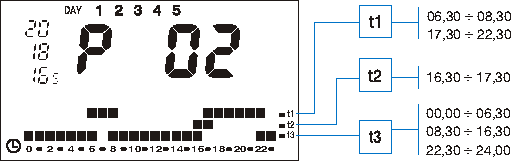 DAY 1 2 3 4 5
20
18
16 s
P 02
t1
t2
t3
0 2 4 6 8 10 12 14 16 18 20 22
t1
06,30 ÷ 08,30
17,30 ÷ 22,30
t2
16,30 ÷ 17,30
t3
00,00 ÷ 06,30
08,30 ÷ 16,30
22,30 ÷ 24,00